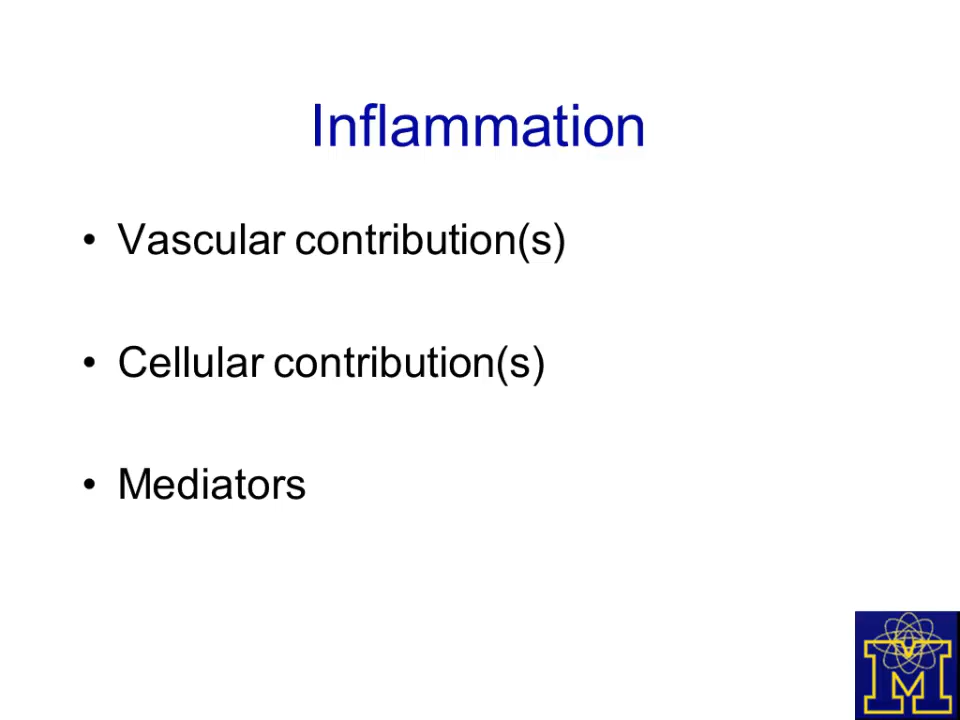 Inflammation
• Vascular contribution(s)
• Cellular contribution(s)
• Mediators
M